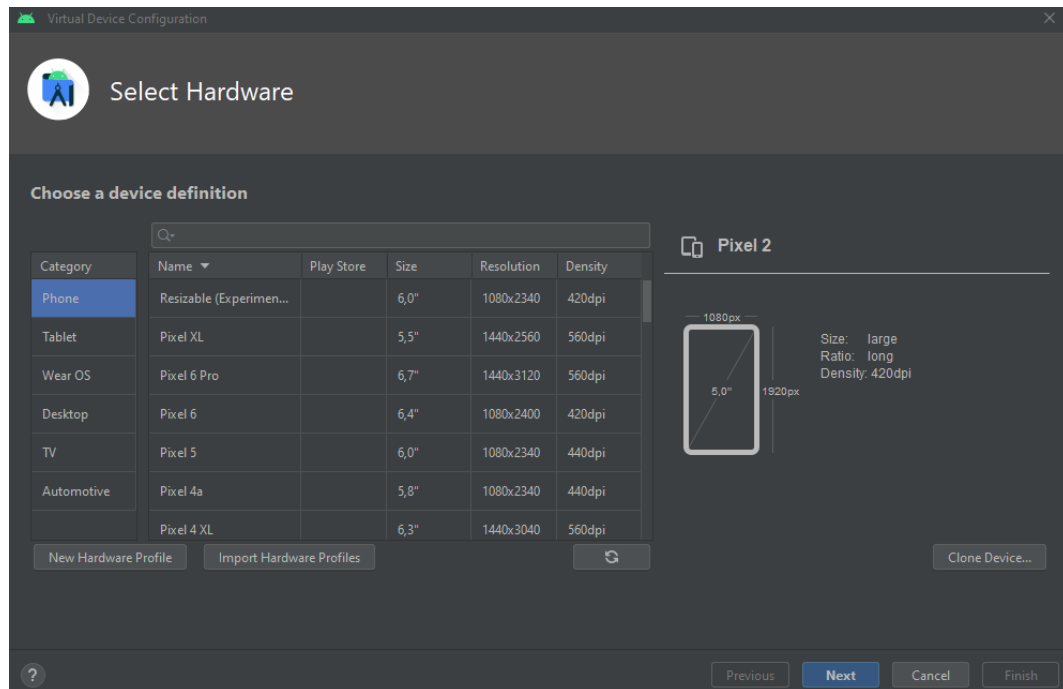 Virtual Device Configuration
Select Hardware
Choose a device definition
Category
Phone
Tablet
Wear OS
Desktop
TV
Automotive
Name Play Store Size Resolution Density
Resizable (Experimen... 6,0" 1080x2340 420dpi
Pixel XL 5,5" 1440x2560 560dpi
Pixel 6 Pro 6,7" 1440x3120 560dpi
Pixel 6 6,4" 1080x2400 420dpi
Pixel 5 6,0" 1080x2340 440dpi
Pixel 4a 5,8" 1080x2340 440dpi
Pixel 4 XL 6,3" 1440x3040 560dpi
New Hardware Profile Import Hardware Profiles
Pixel 2
1080px
5,0" 1920px
Size: large
Ratio: long
Density: 420dpi
Clone Device...
? Previous Next Cancel Finish